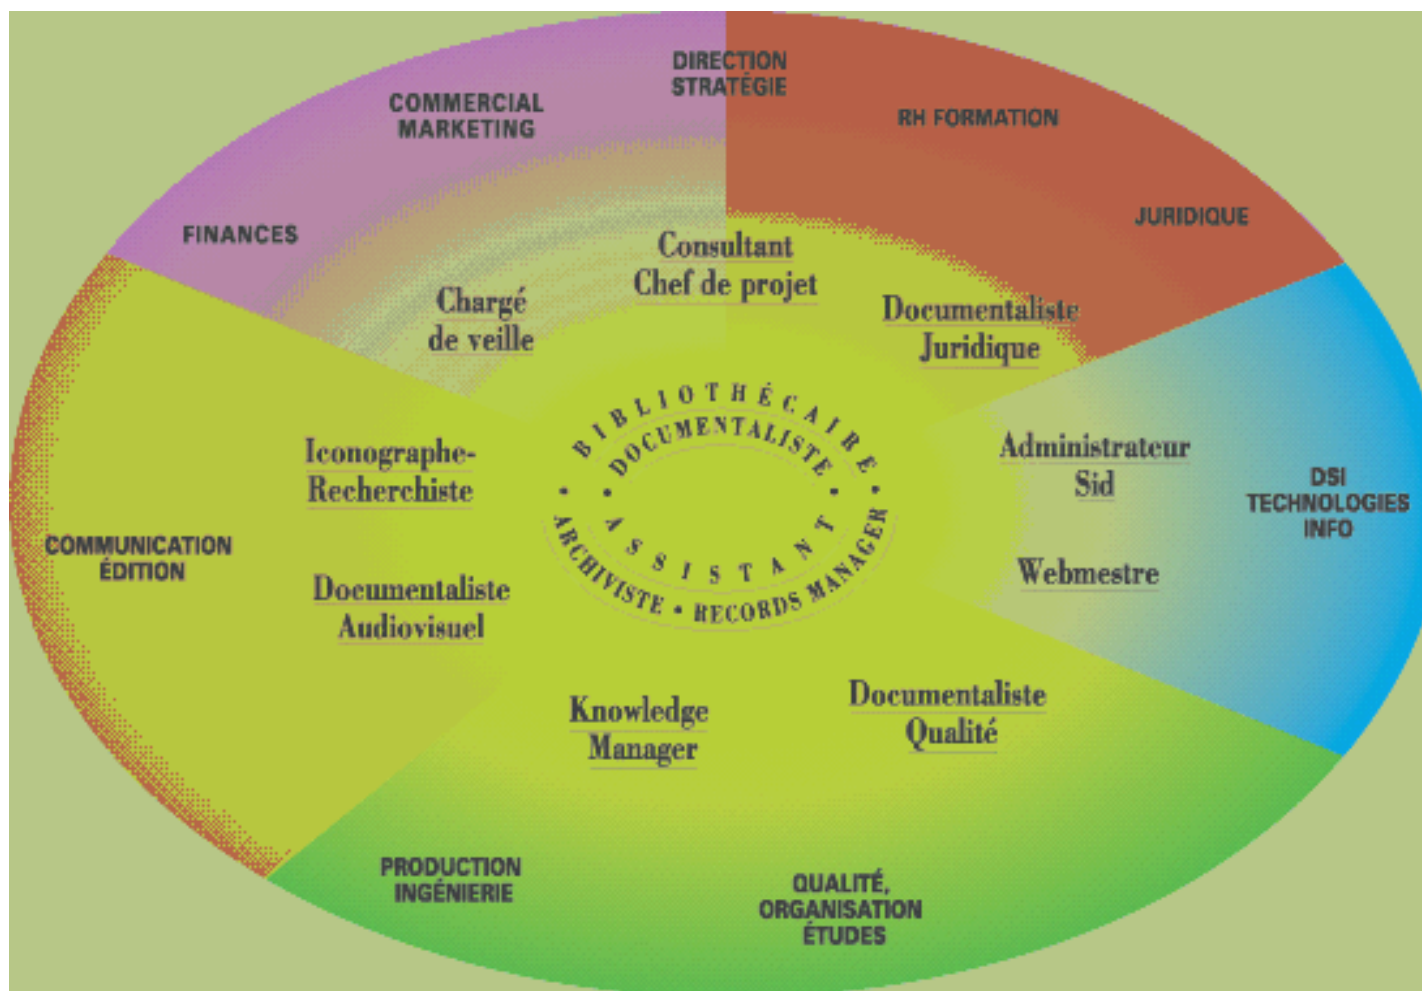 DIRECTION
STRATÉGIE
COMMERCIAL
MARKETING
RH FORMATION
JURIDIQUE
FINANCES
Consultant
Chef de projet
Chargé
de veille
Documentaliste
Juridique
BIBLIOTHÉCAIRE
• DOCUMENTALISTE •
ASSISTANT
• ARCHIVISTE • RECORDS MANAGER •
Iconographe-
Recherchiste
Administrateur
Sid
DSI
TECHNOLOGIES
INFO
COMMUNICATION
ÉDITION
Webmestre
Documentaliste
Audiovisuel
Knowledge
Manager
Documentaliste
Qualité
PRODUCTION
INGÉNIERIE
QUALITÉ,
ORGANISATION
ÉTUDES